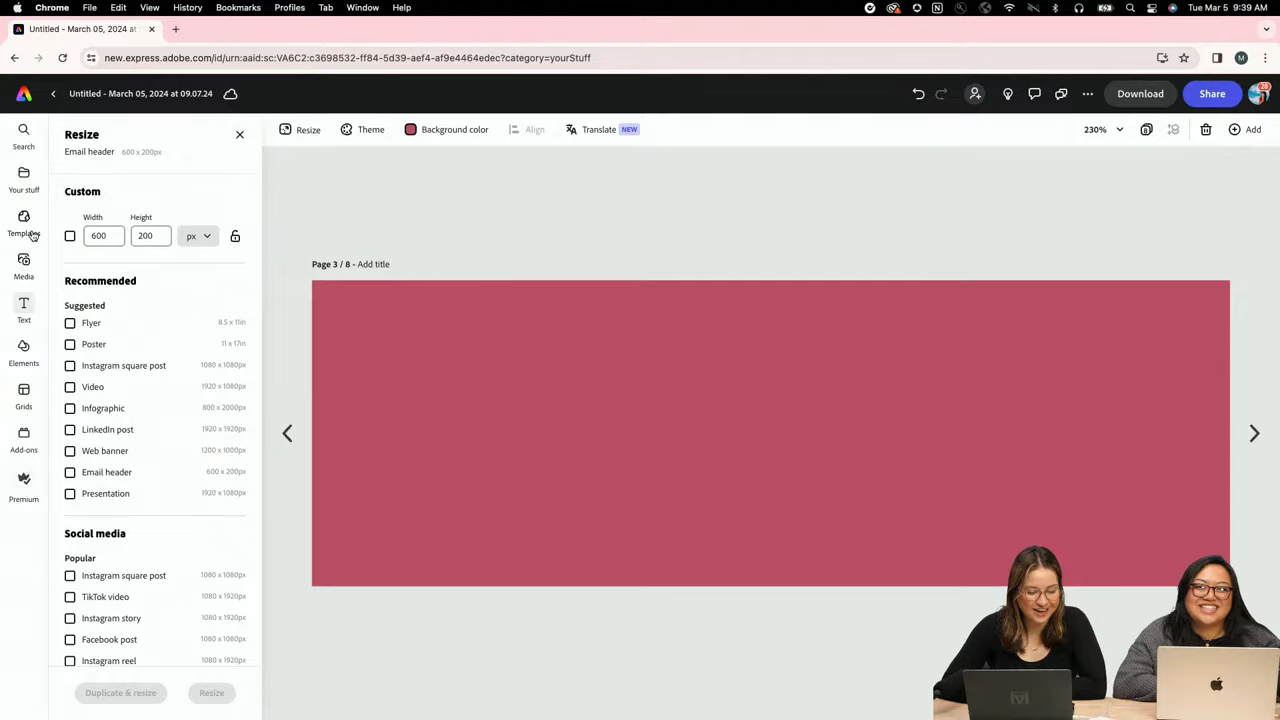 Chrome File Edit View History Bookmarks Profiles Tab Window Help
Tue Mar 5 9:39 AM
Untitled - March 05, 2024 at
new.express.adobe.com/id/urn:aaid:sc:VA6C2:c3698532-ff84-5d39-aef4-af9e4464edec?category=yourStuff
M
Untitled - March 05, 2024 at 09.07.24
Download
Share
28
Search
Your stuff
Templates
Media
Text
Elements
Grids
Add-ons
Premium
Resize
Email header 600 x 200px
Custom
Width Height
600 200 px
Recommended
Suggested
Flyer 8.5 x 11in
Poster 11 x 17in
Instagram square post 1080 x 1080px
Video 1920 x 1080px
Infographic 800 x 2000px
LinkedIn post 1920 x 1920px
Web banner 1200 x 1000px
Email header 600 x 200px
Presentation 1920 x 1080px
Social media
Popular
Instagram square post 1080 x 1080px
TikTok video 1080 x 1920px
Instagram story 1080 x 1920px
Facebook post 1080 x 1080px
Instagram reel 1080 x 1920px
Duplicate & resize Resize
Resize Theme Background color Align Translate NEW
230%
8
Add
Page 3 / 8 - Add title